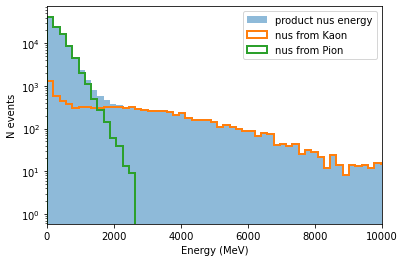 product nus energy
nus from Kaon
nus from Pion
N events
10⁴
10³
10²
10¹
10⁰
0
2000
4000
6000
8000
10000
Energy (MeV)